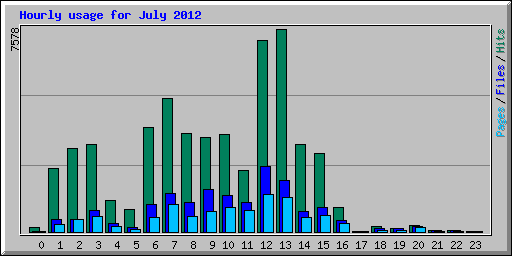 Hourly usage for July 2012
7578
Pages / Files / Hits
0 1 2 3 4 5 6 7 8 9 10 11 12 13 14 15 16 17 18 19 20 21 22 23